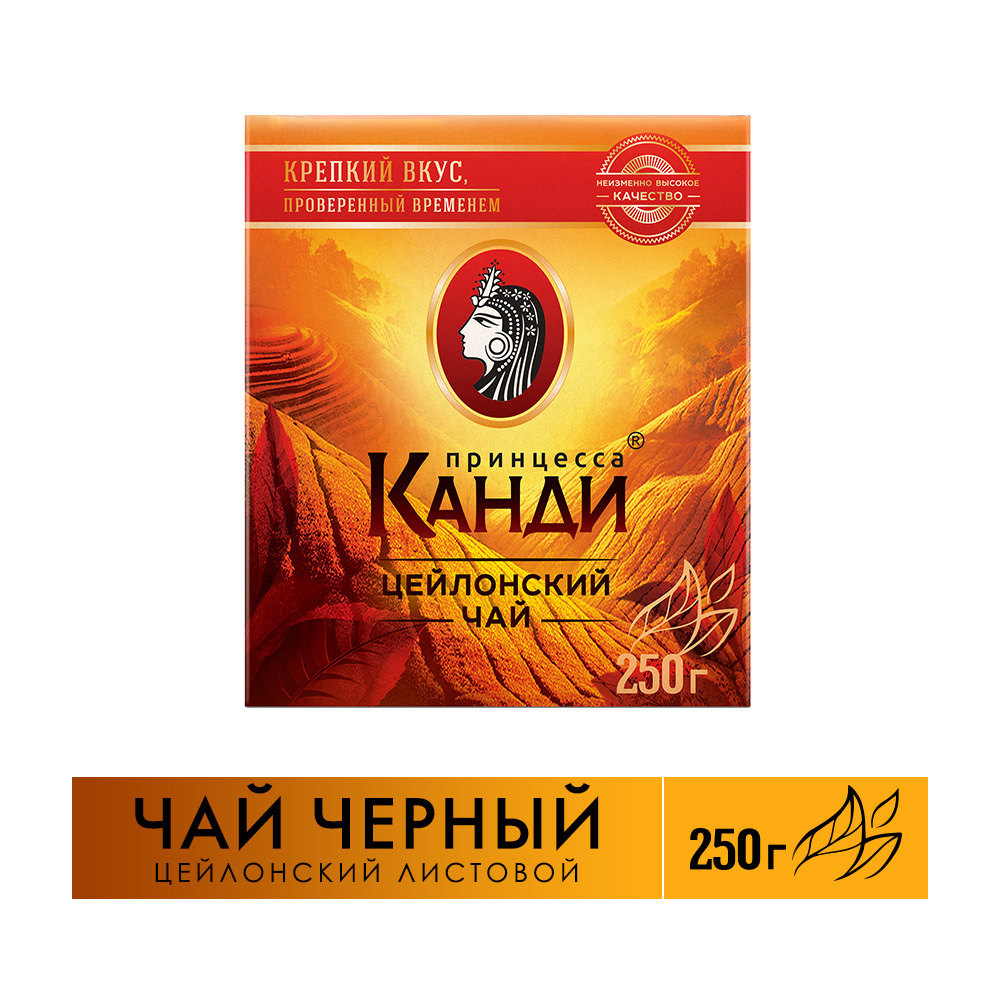 КРЕПКИЙ ВКУС,
ПРОВЕРЕННЫЙ ВРЕМЕНЕМ
НЕИЗМЕННО ВЫСОКОЕ
КАЧЕСТВО
ПРИНЦЕССА ®
КАНДИ
ЦЕЙЛОНСКИЙ
ЧАЙ
250 г
ЧАЙ ЧЕРНЫЙ
ЦЕЙЛОНСКИЙ ЛИСТОВОЙ
250 г